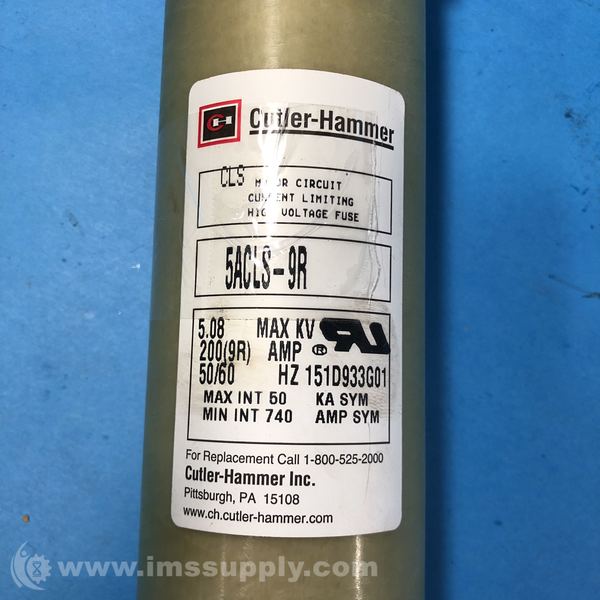 CH Cutler-Hammer
CLS MOTOR CIRCUIT
CURRENT LIMITING
HIGH VOLTAGE FUSE
5ACLS-9R
5.08 MAX KV
200(9R) AMP ®
50/60 HZ 151D933G01
MAX INT 50 KA SYM
MIN INT 740 AMP SYM
For Replacement Call 1-800-525-2000
Cutler-Hammer Inc.
Pittsburgh, PA 15108
www.ch.cutler-hammer.com
www.imssupply.com